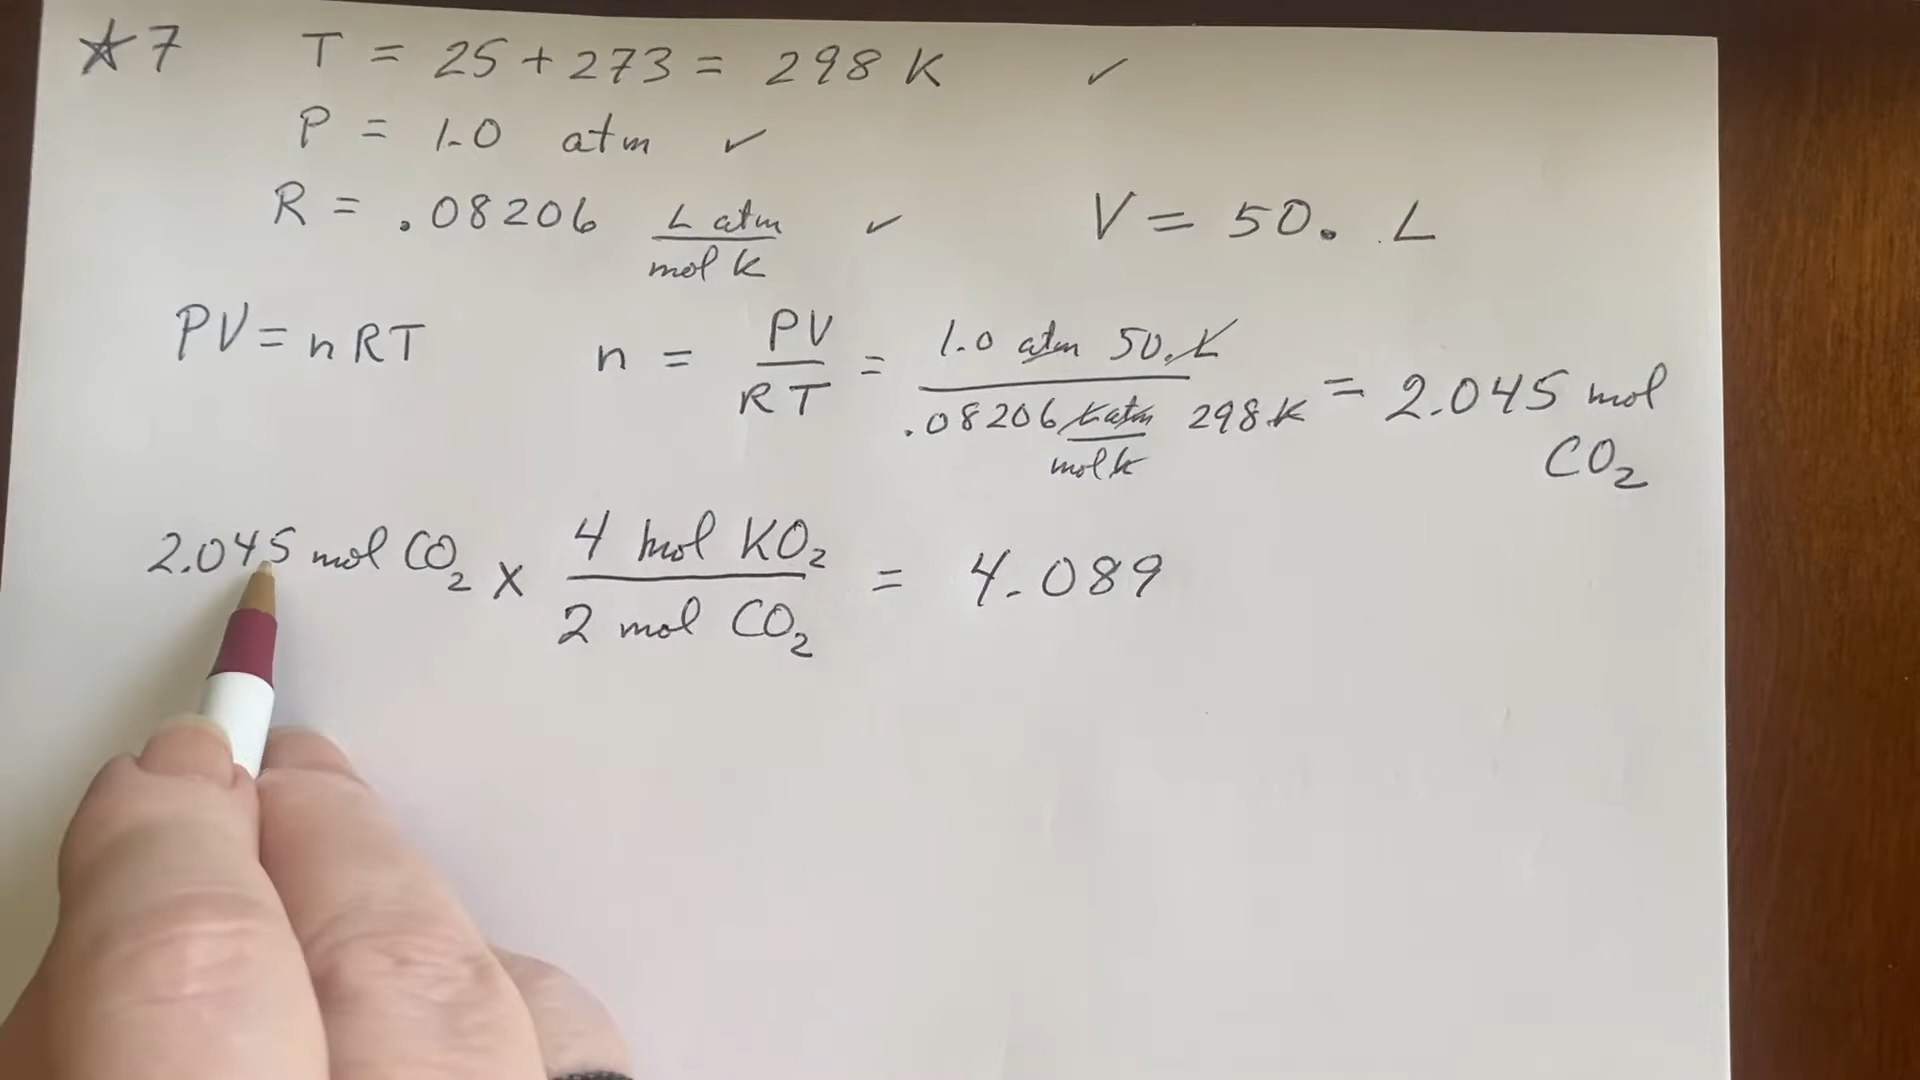 ★7 T = 25 + 273 = 298 K ✓
P = 1.0 atm ✓
R = .08206 L atm / mol K ✓ V = 50. L
PV = nRT n = PV / RT = 1.0 atm 50. L / .08206 L atm / mol K 298 K = 2.045 mol CO₂
2.045 mol CO₂ x 4 mol KO₂ / 2 mol CO₂ = 4.089